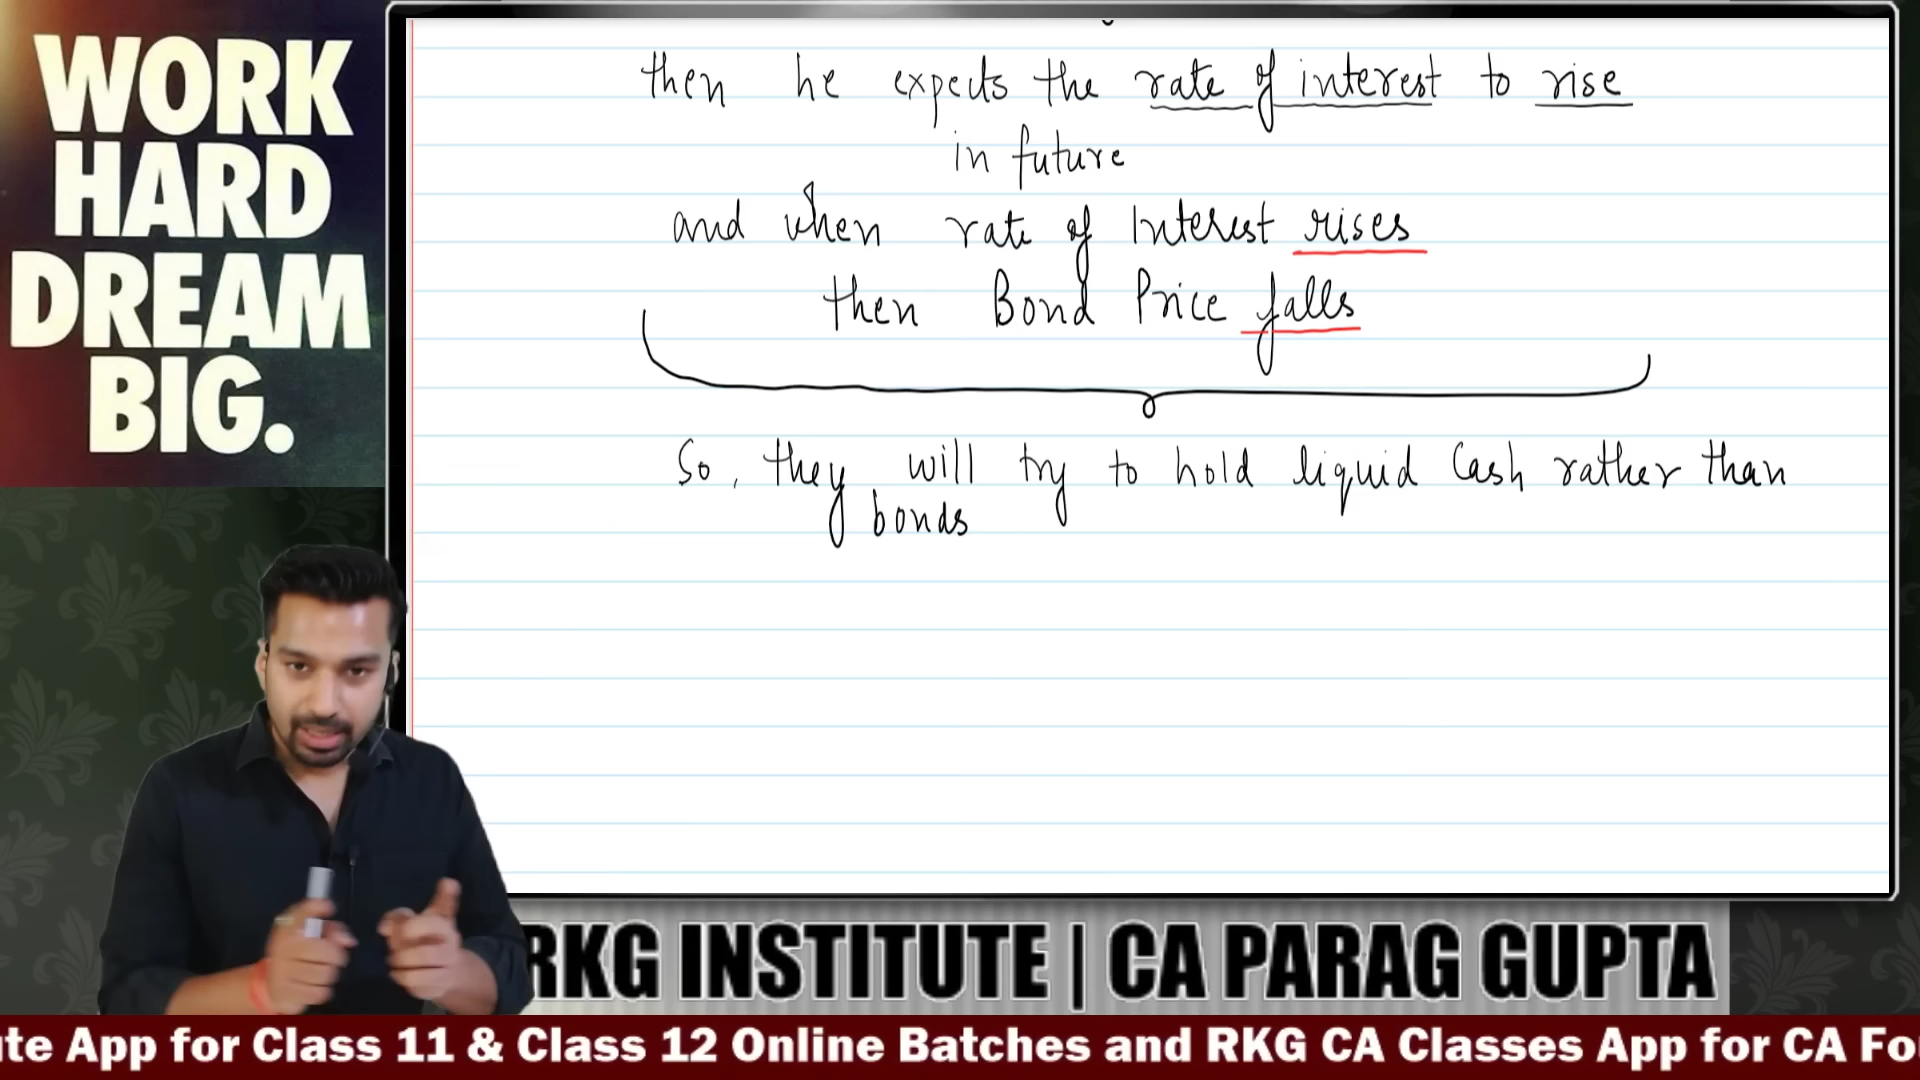 WORK
HARD
DREAM
BIG.
then he expects the rate of interest to rise
in future
and when rate of Interest rises
then Bond Price falls
So, they will try to hold liquid Cash rather than
bonds
RKG INSTITUTE | CA PARAG GUPTA
te App for Class 11 & Class 12 Online Batches and RKG CA Classes App for CA Fo